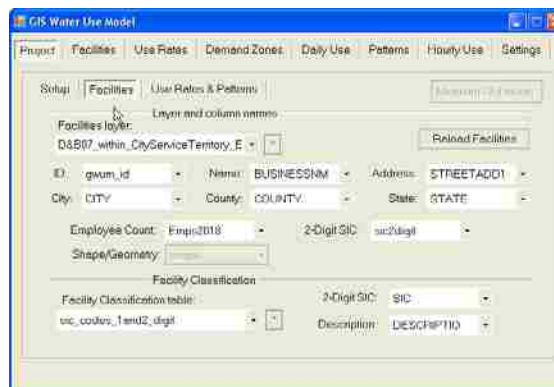 GIS Water Use Model
Project Facilities Use Rates Demand Zones Daily Use Patterns Hourly Use Settings
Setup Facilities Use Rates & Patterns
Layer and column names
Facilities layer:
D&B07_within_CityServiceTerritory_E
Reload Facilities
ID: gwum_id Name: BUSINESSNM Address: STREETADD1
City: CITY County: COUNTY State: STATE
Employee Count: Emps2018 2-Digit SIC: sic2digit
Shape/Geometry:
Facility Classification
Facility Classification table: 2-Digit SIC: SIC
sic_codes_1and2_digit Description: DESCRIPTIO